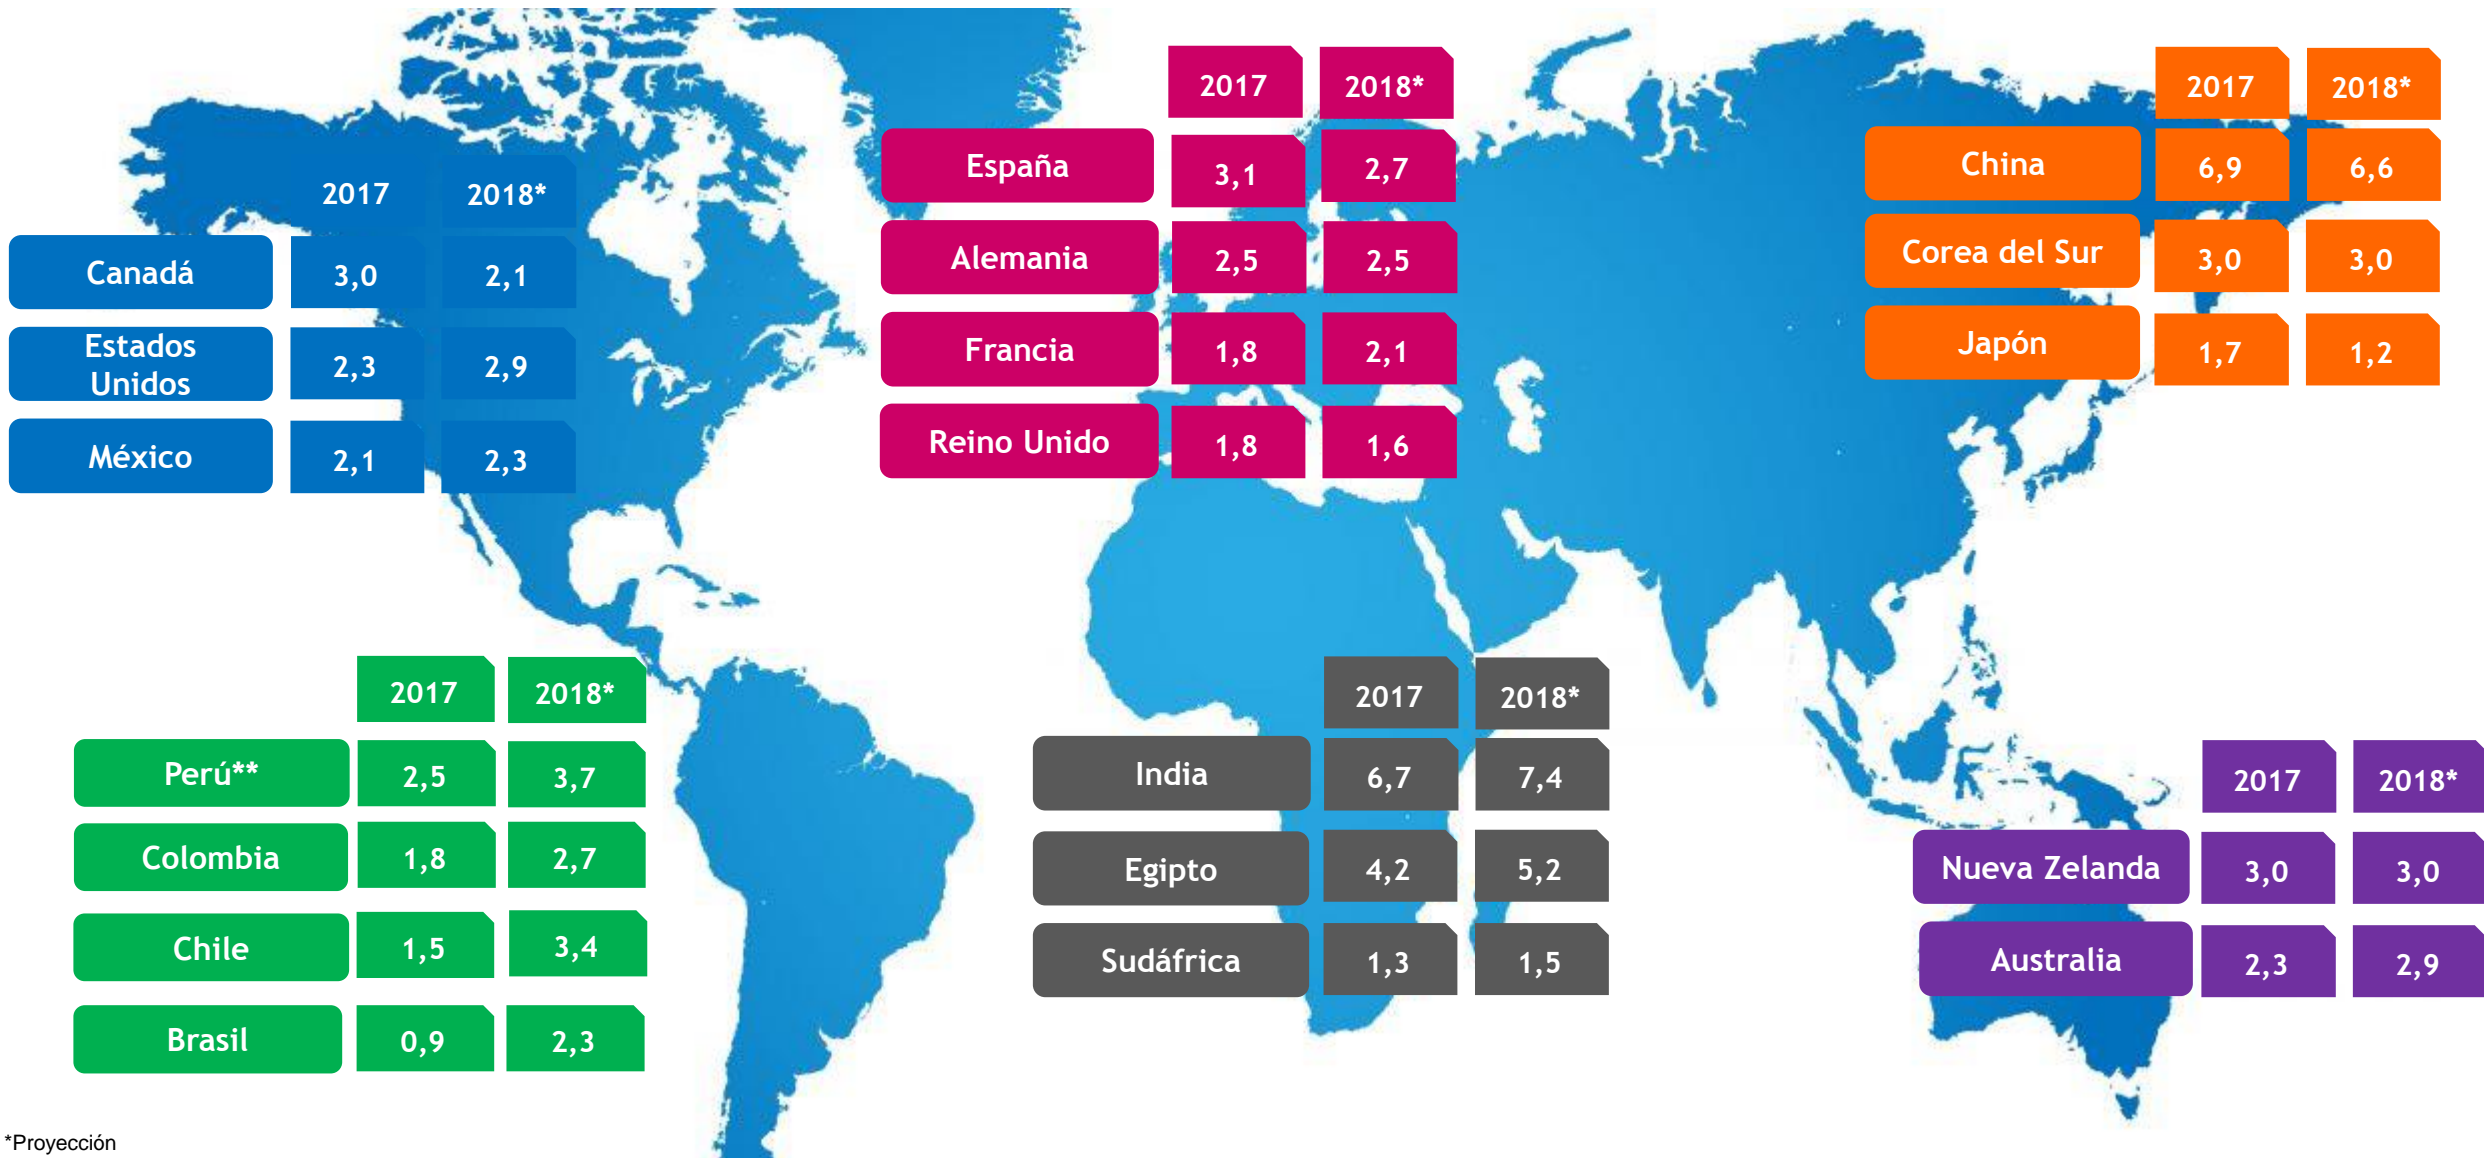 2017 2018*
Canadá 3,0 2,1
Estados
Unidos 2,3 2,9
México 2,1 2,3
2017 2018*
España 3,1 2,7
Alemania 2,5 2,5
Francia 1,8 2,1
Reino Unido 1,8 1,6
2017 2018*
China 6,9 6,6
Corea del Sur 3,0 3,0
Japón 1,7 1,2
2017 2018*
Perú** 2,5 3,7
Colombia 1,8 2,7
Chile 1,5 3,4
Brasil 0,9 2,3
2017 2018*
India 6,7 7,4
Egipto 4,2 5,2
Sudáfrica 1,3 1,5
2017 2018*
Nueva Zelanda 3,0 3,0
Australia 2,3 2,9
*Proyección